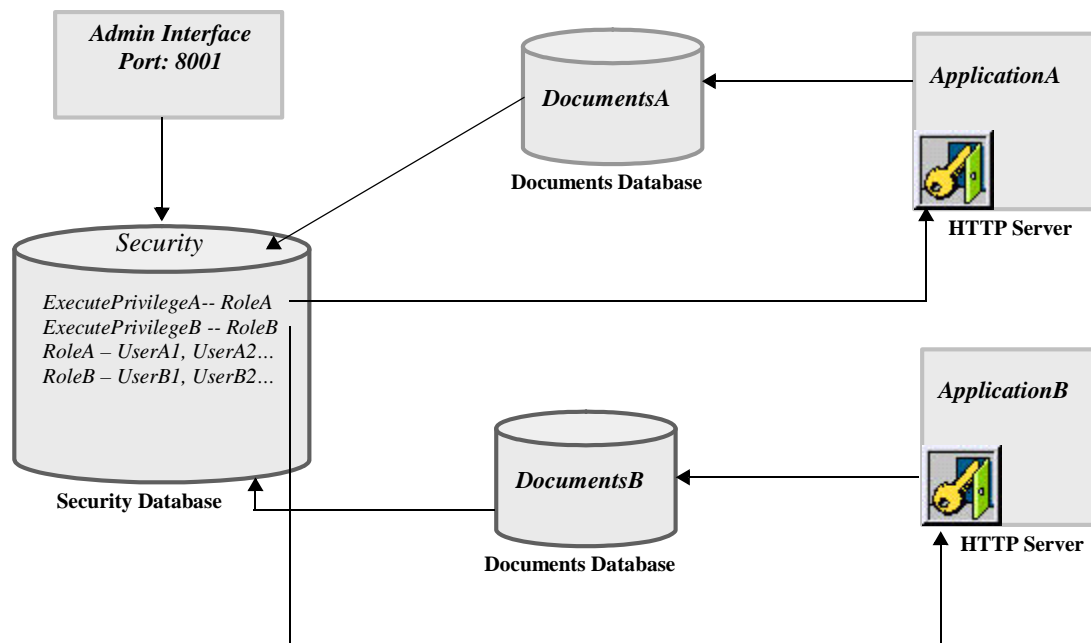 Admin Interface
Port: 8001
DocumentsA
Documents Database
ApplicationA
HTTP Server
Security
ExecutePrivilegeA-- RoleA
ExecutePrivilegeB -- RoleB
RoleA – UserA1, UserA2...
RoleB – UserB1, UserB2...
Security Database
DocumentsB
Documents Database
ApplicationB
HTTP Server